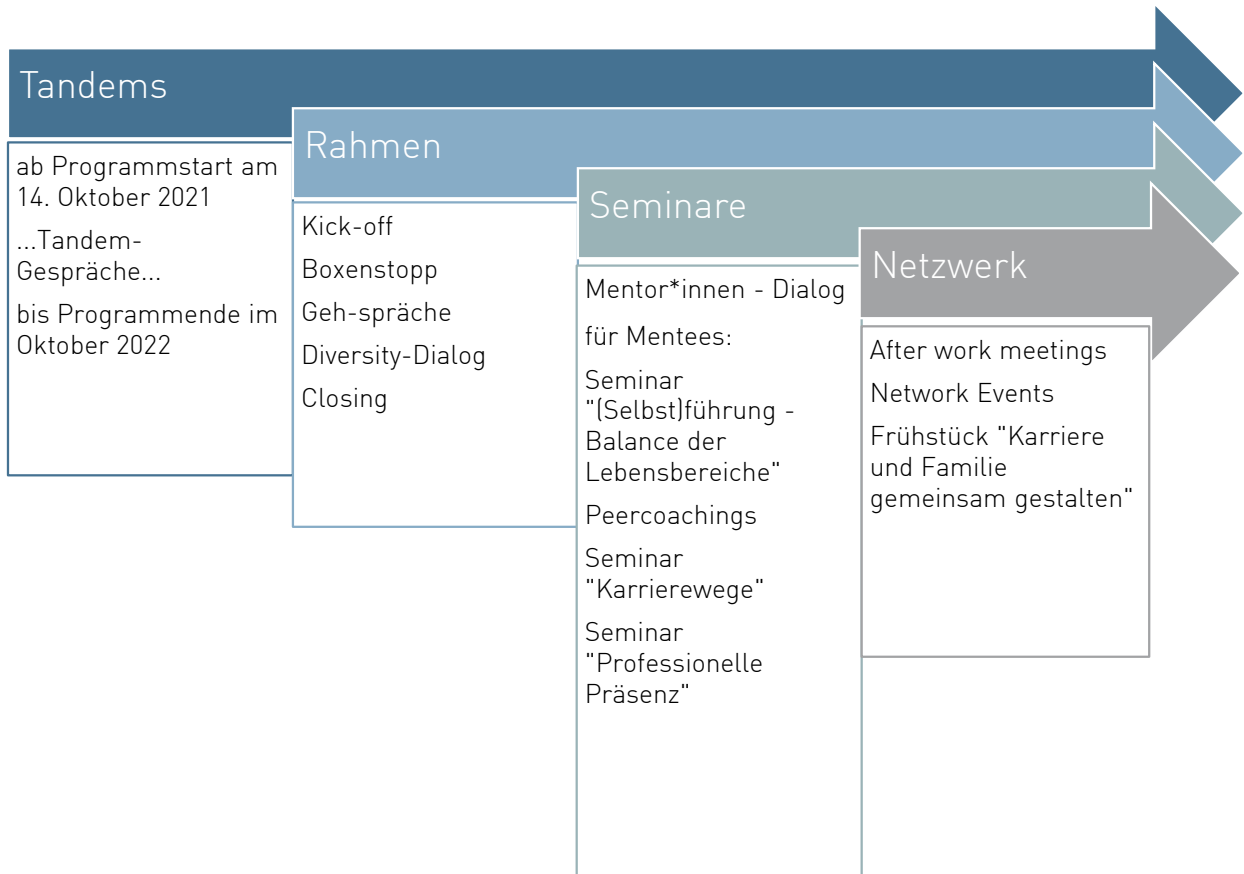 Tandems
ab Programmstart am
14. Oktober 2021
...Tandem-
Gespräche...
bis Programmende im
Oktober 2022
Rahmen
Kick-off
Boxenstopp
Geh-spräche
Diversity-Dialog
Closing
Seminare
Mentor*innen - Dialog
für Mentees:
Seminar
"(Selbst)führung -
Balance der
Lebensbereiche"
Peercoachings
Seminar
"Karrierewege"
Seminar
"Professionelle
Präsenz"
Netzwerk
After work meetings
Network Events
Frühstück "Karriere
und Familie
gemeinsam gestalten"